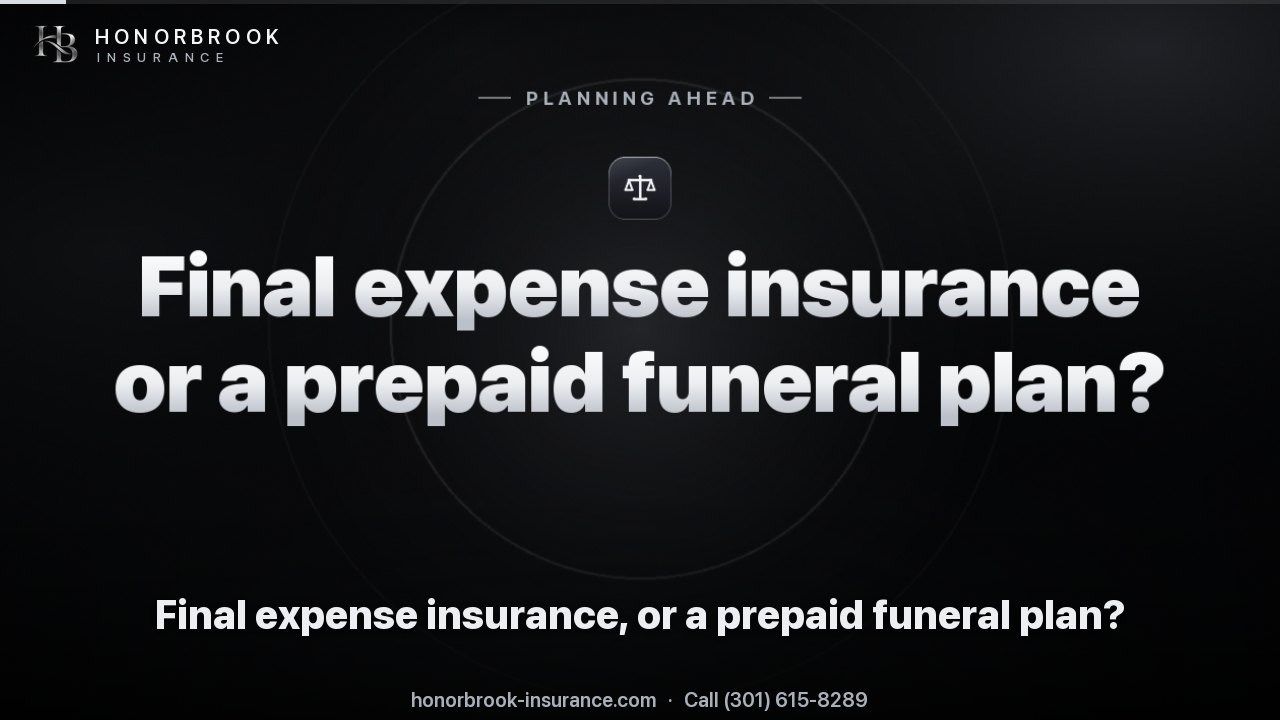 HONORBROOK
INSURANCE
PLANNING AHEAD
Final expense insurance
or a prepaid funeral plan?
Final expense insurance, or a prepaid funeral plan?
honorbrook-insurance.com · Call (301) 615-8289